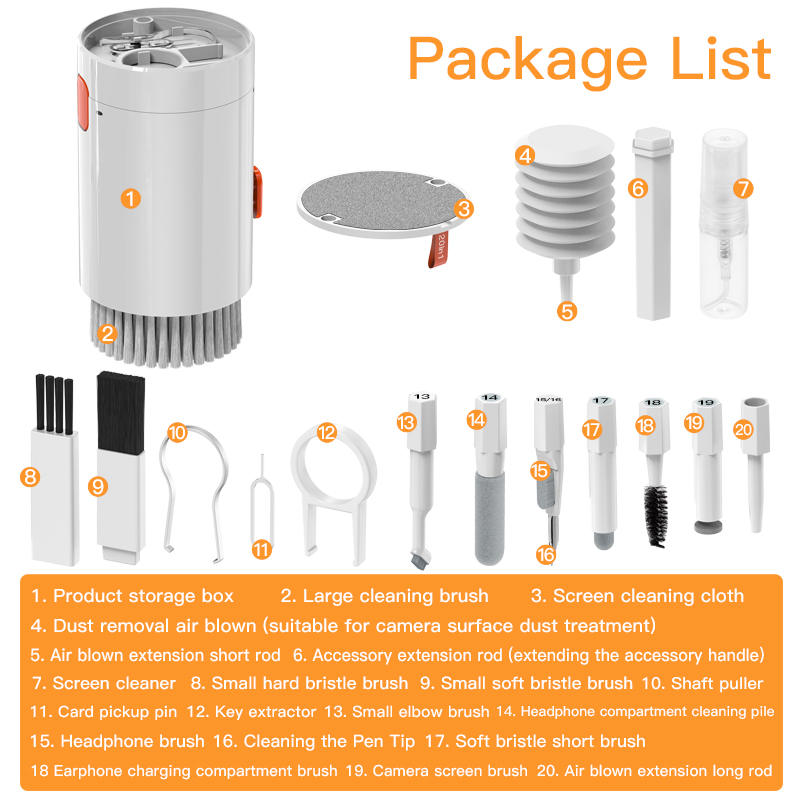 Package List
1
2
3
20in1
4
5
6
7
8
9
10
11
12
13
13
14
14
15/16
15
16
17
17
18
18
19
19
20
1. Product storage box 2. Large cleaning brush 3. Screen cleaning cloth
4. Dust removal air blown (suitable for camera surface dust treatment)
5. Air blown extension short rod 6. Accessory extension rod (extending the accessory handle)
7. Screen cleaner 8. Small hard bristle brush 9. Small soft bristle brush 10. Shaft puller
11. Card pickup pin 12. Key extractor 13. Small elbow brush 14. Headphone compartment cleaning pile
15. Headphone brush 16. Cleaning the Pen Tip 17. Soft bristle short brush
18 Earphone charging compartment brush 19. Camera screen brush 20. Air blown extension long rod